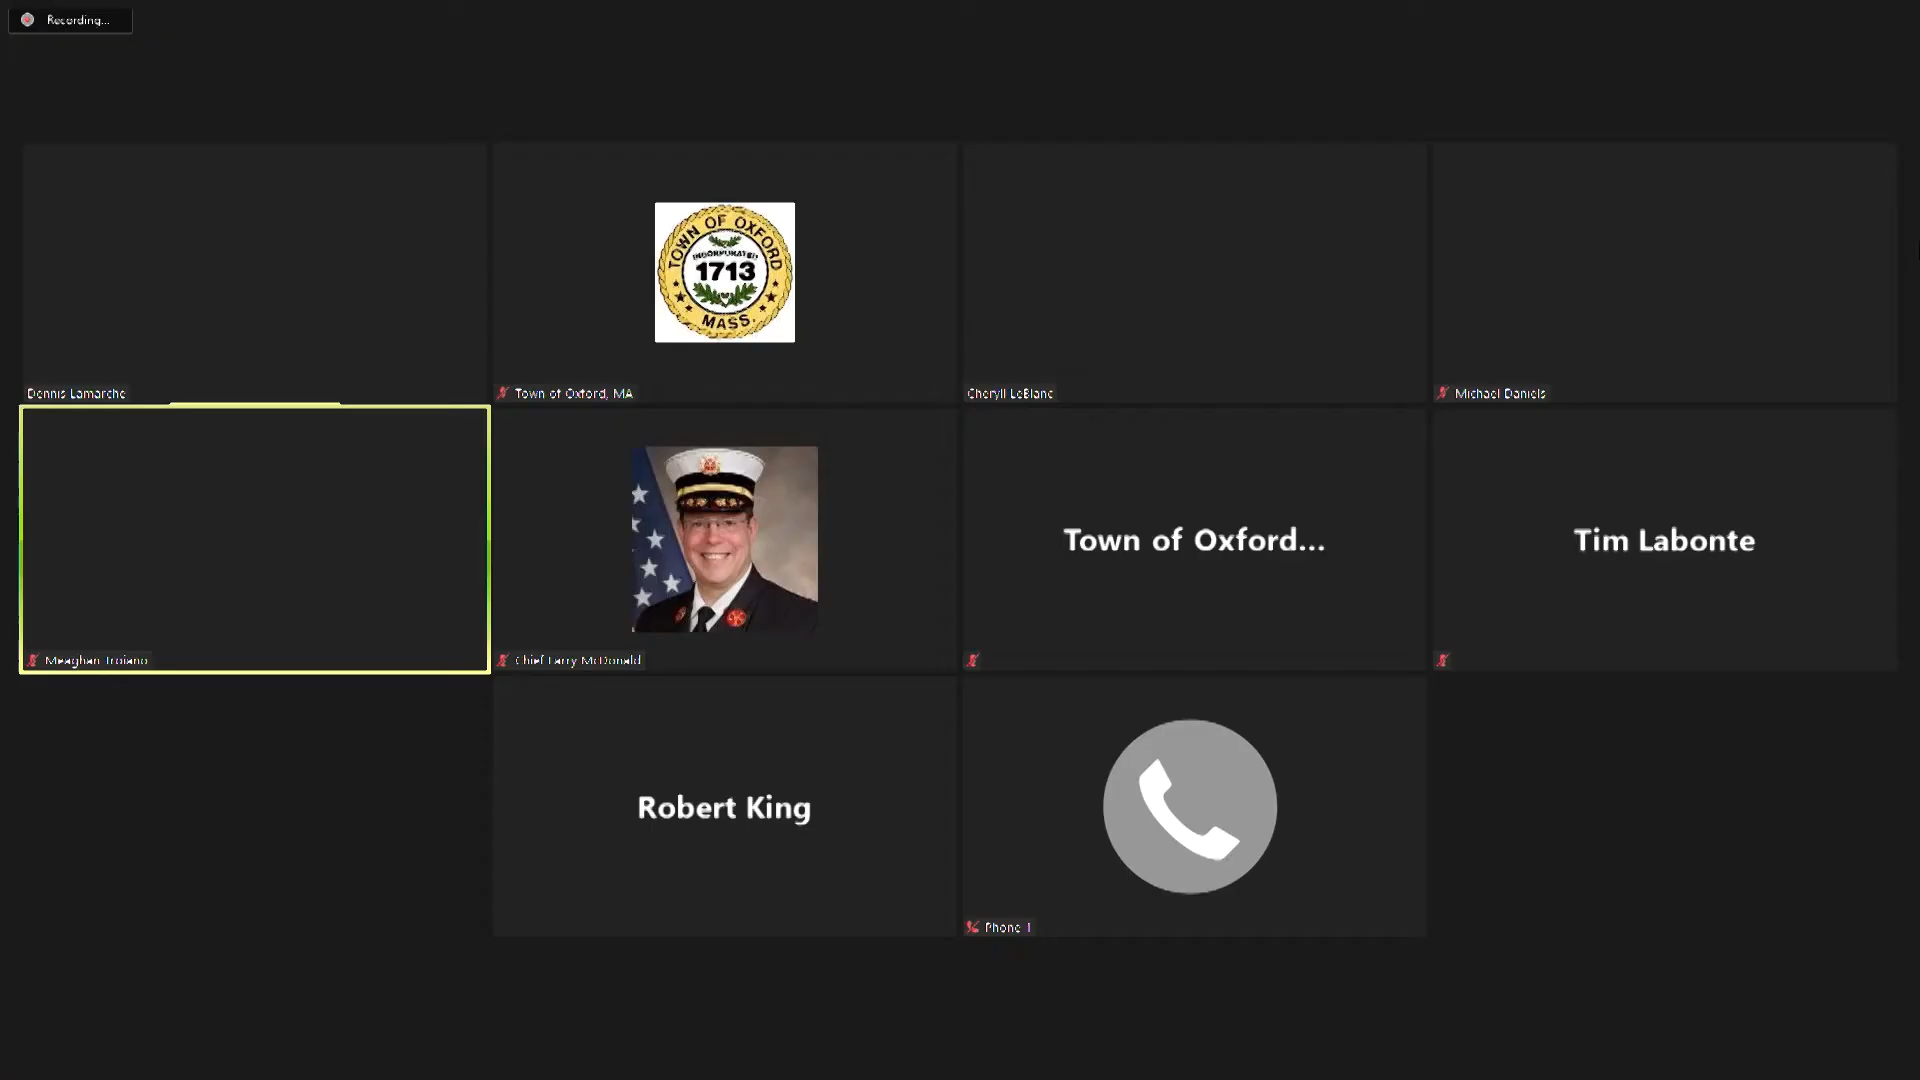 Recording...
TOWN OF OXFORD
INCORPORATED
1713
MASS.
Dennis Lamarche
Town of Oxford, MA
Cheryll LeBlanc
Michael Daniels
Town of Oxford...
Tim Labonte
Meaghan Troiano
Chief Larry McDonald
Robert King
Phone 1